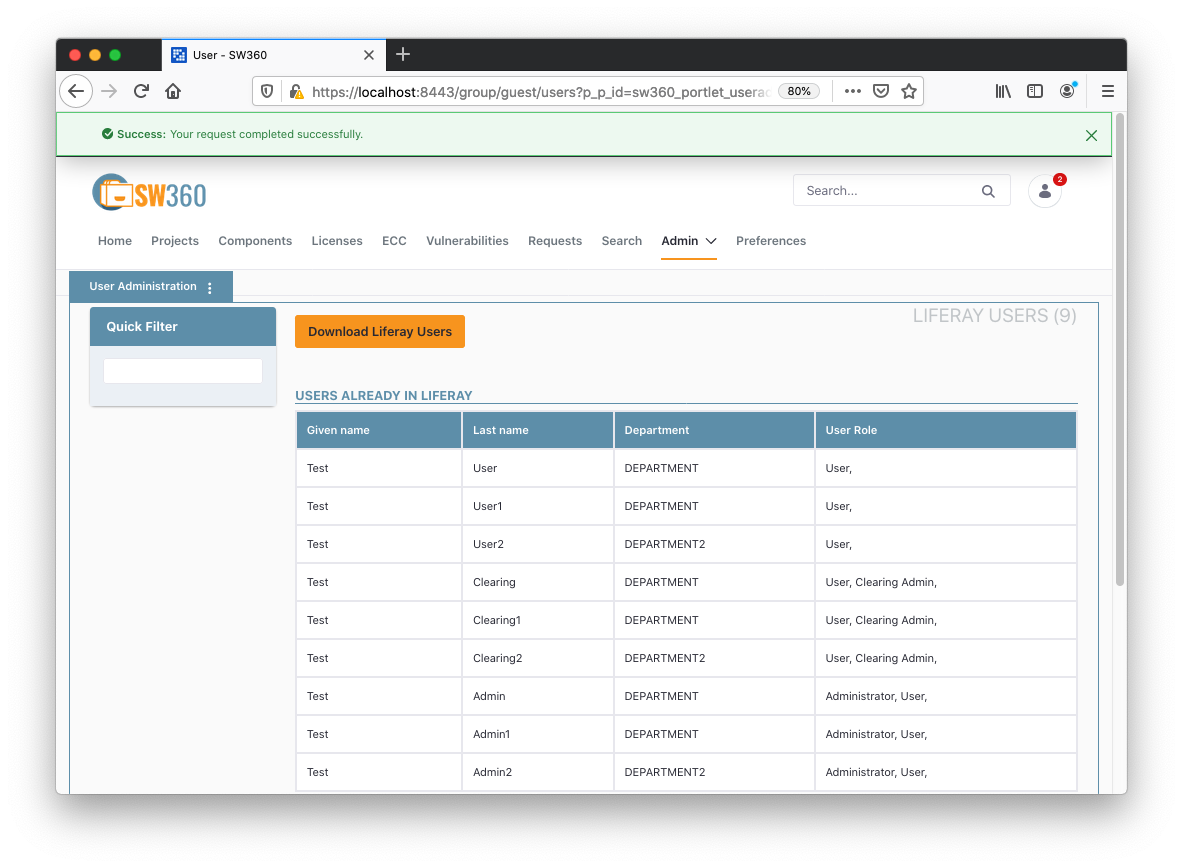 User - SW360
https://localhost:8443/group/guest/users?p_p_id=sw360_portlet_usera 80%
Success: Your request completed successfully.
SW360
Search...
2
Home Projects Components Licenses ECC Vulnerabilities Requests Search Admin Preferences
User Administration
Quick Filter
Download Liferay Users
LIFERAY USERS (9)
USERS ALREADY IN LIFERAY
Given name Last name Department User Role
Test User DEPARTMENT User,
Test User1 DEPARTMENT User,
Test User2 DEPARTMENT2 User,
Test Clearing DEPARTMENT User, Clearing Admin,
Test Clearing1 DEPARTMENT User, Clearing Admin,
Test Clearing2 DEPARTMENT2 User, Clearing Admin,
Test Admin DEPARTMENT Administrator, User,
Test Admin1 DEPARTMENT Administrator, User,
Test Admin2 DEPARTMENT2 Administrator, User,